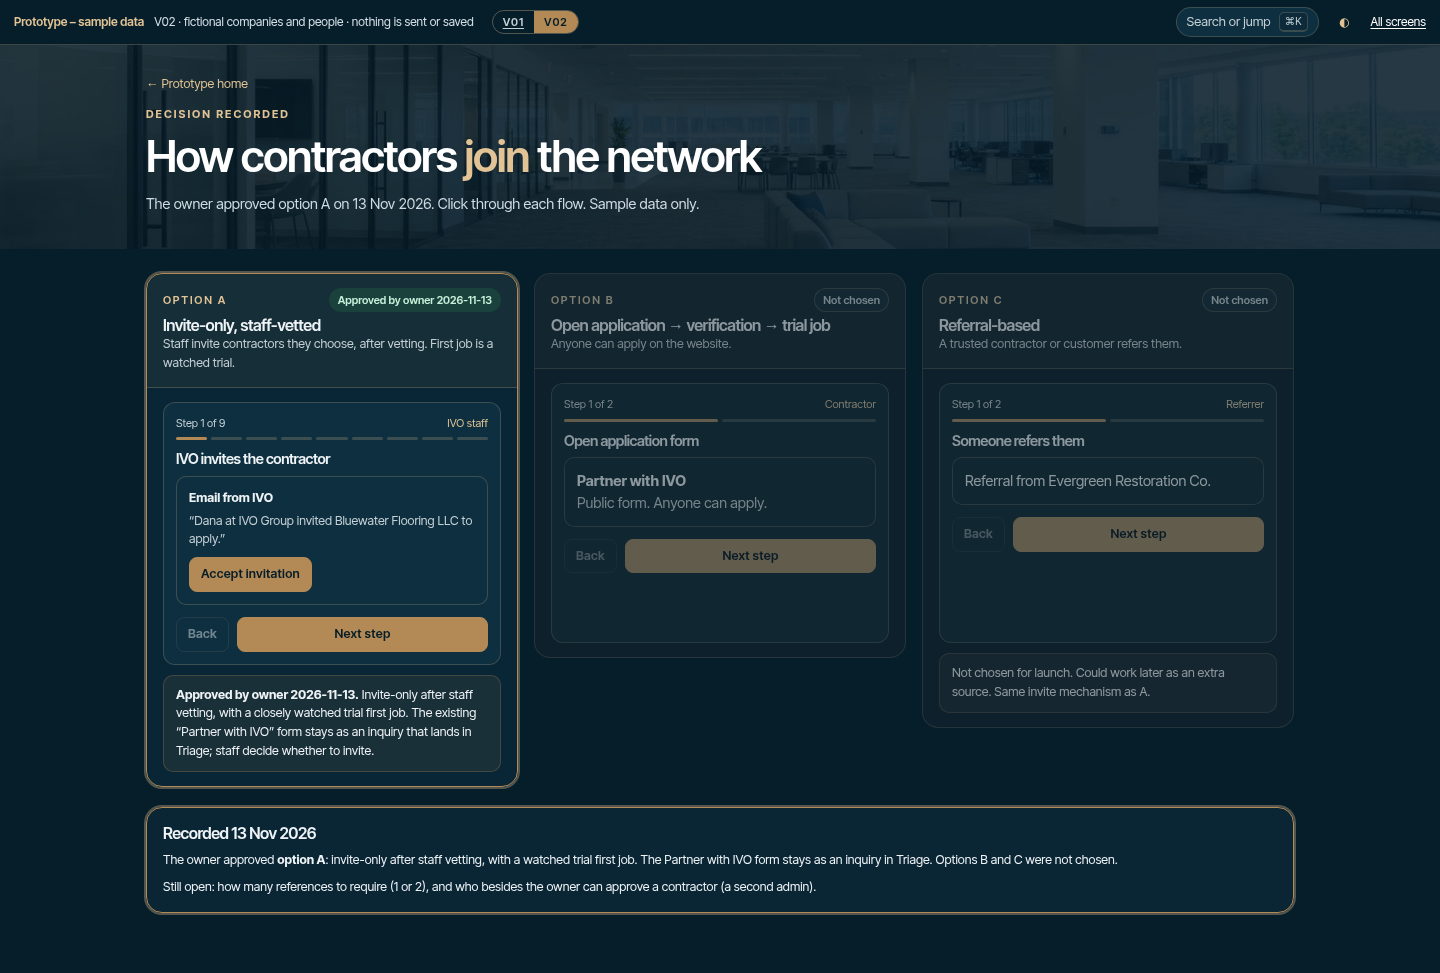 Prototype – sample data V02 · fictional companies and people · nothing is sent or saved V01 V02 Search or jump ⌘K All screens
← Prototype home
DECISION RECORDED
How contractors join the network
The owner approved option A on 13 Nov 2026. Click through each flow. Sample data only.
OPTION A Approved by owner 2026-11-13
Invite-only, staff-vetted
Staff invite contractors they choose, after vetting. First job is a
watched trial.
Step 1 of 9 IVO staff
IVO invites the contractor
Email from IVO
“Dana at IVO Group invited Bluewater Flooring LLC to
apply.”
Accept invitation
Back Next step
Approved by owner 2026-11-13. Invite-only after staff
vetting, with a closely watched trial first job. The existing
“Partner with IVO” form stays as an inquiry that lands in
Triage; staff decide whether to invite.
OPTION B Not chosen
Open application → verification → trial job
Anyone can apply on the website.
Step 1 of 2 Contractor
Open application form
Partner with IVO
Public form. Anyone can apply.
Back Next step
OPTION C Not chosen
Referral-based
A trusted contractor or customer refers them.
Step 1 of 2 Referrer
Someone refers them
Referral from Evergreen Restoration Co.
Back Next step
Not chosen for launch. Could work later as an extra
source. Same invite mechanism as A.
Recorded 13 Nov 2026
The owner approved option A: invite-only after staff vetting, with a watched trial first job. The Partner with IVO form stays as an inquiry in Triage. Options B and C were not chosen.
Still open: how many references to require (1 or 2), and who besides the owner can approve a contractor (a second admin).